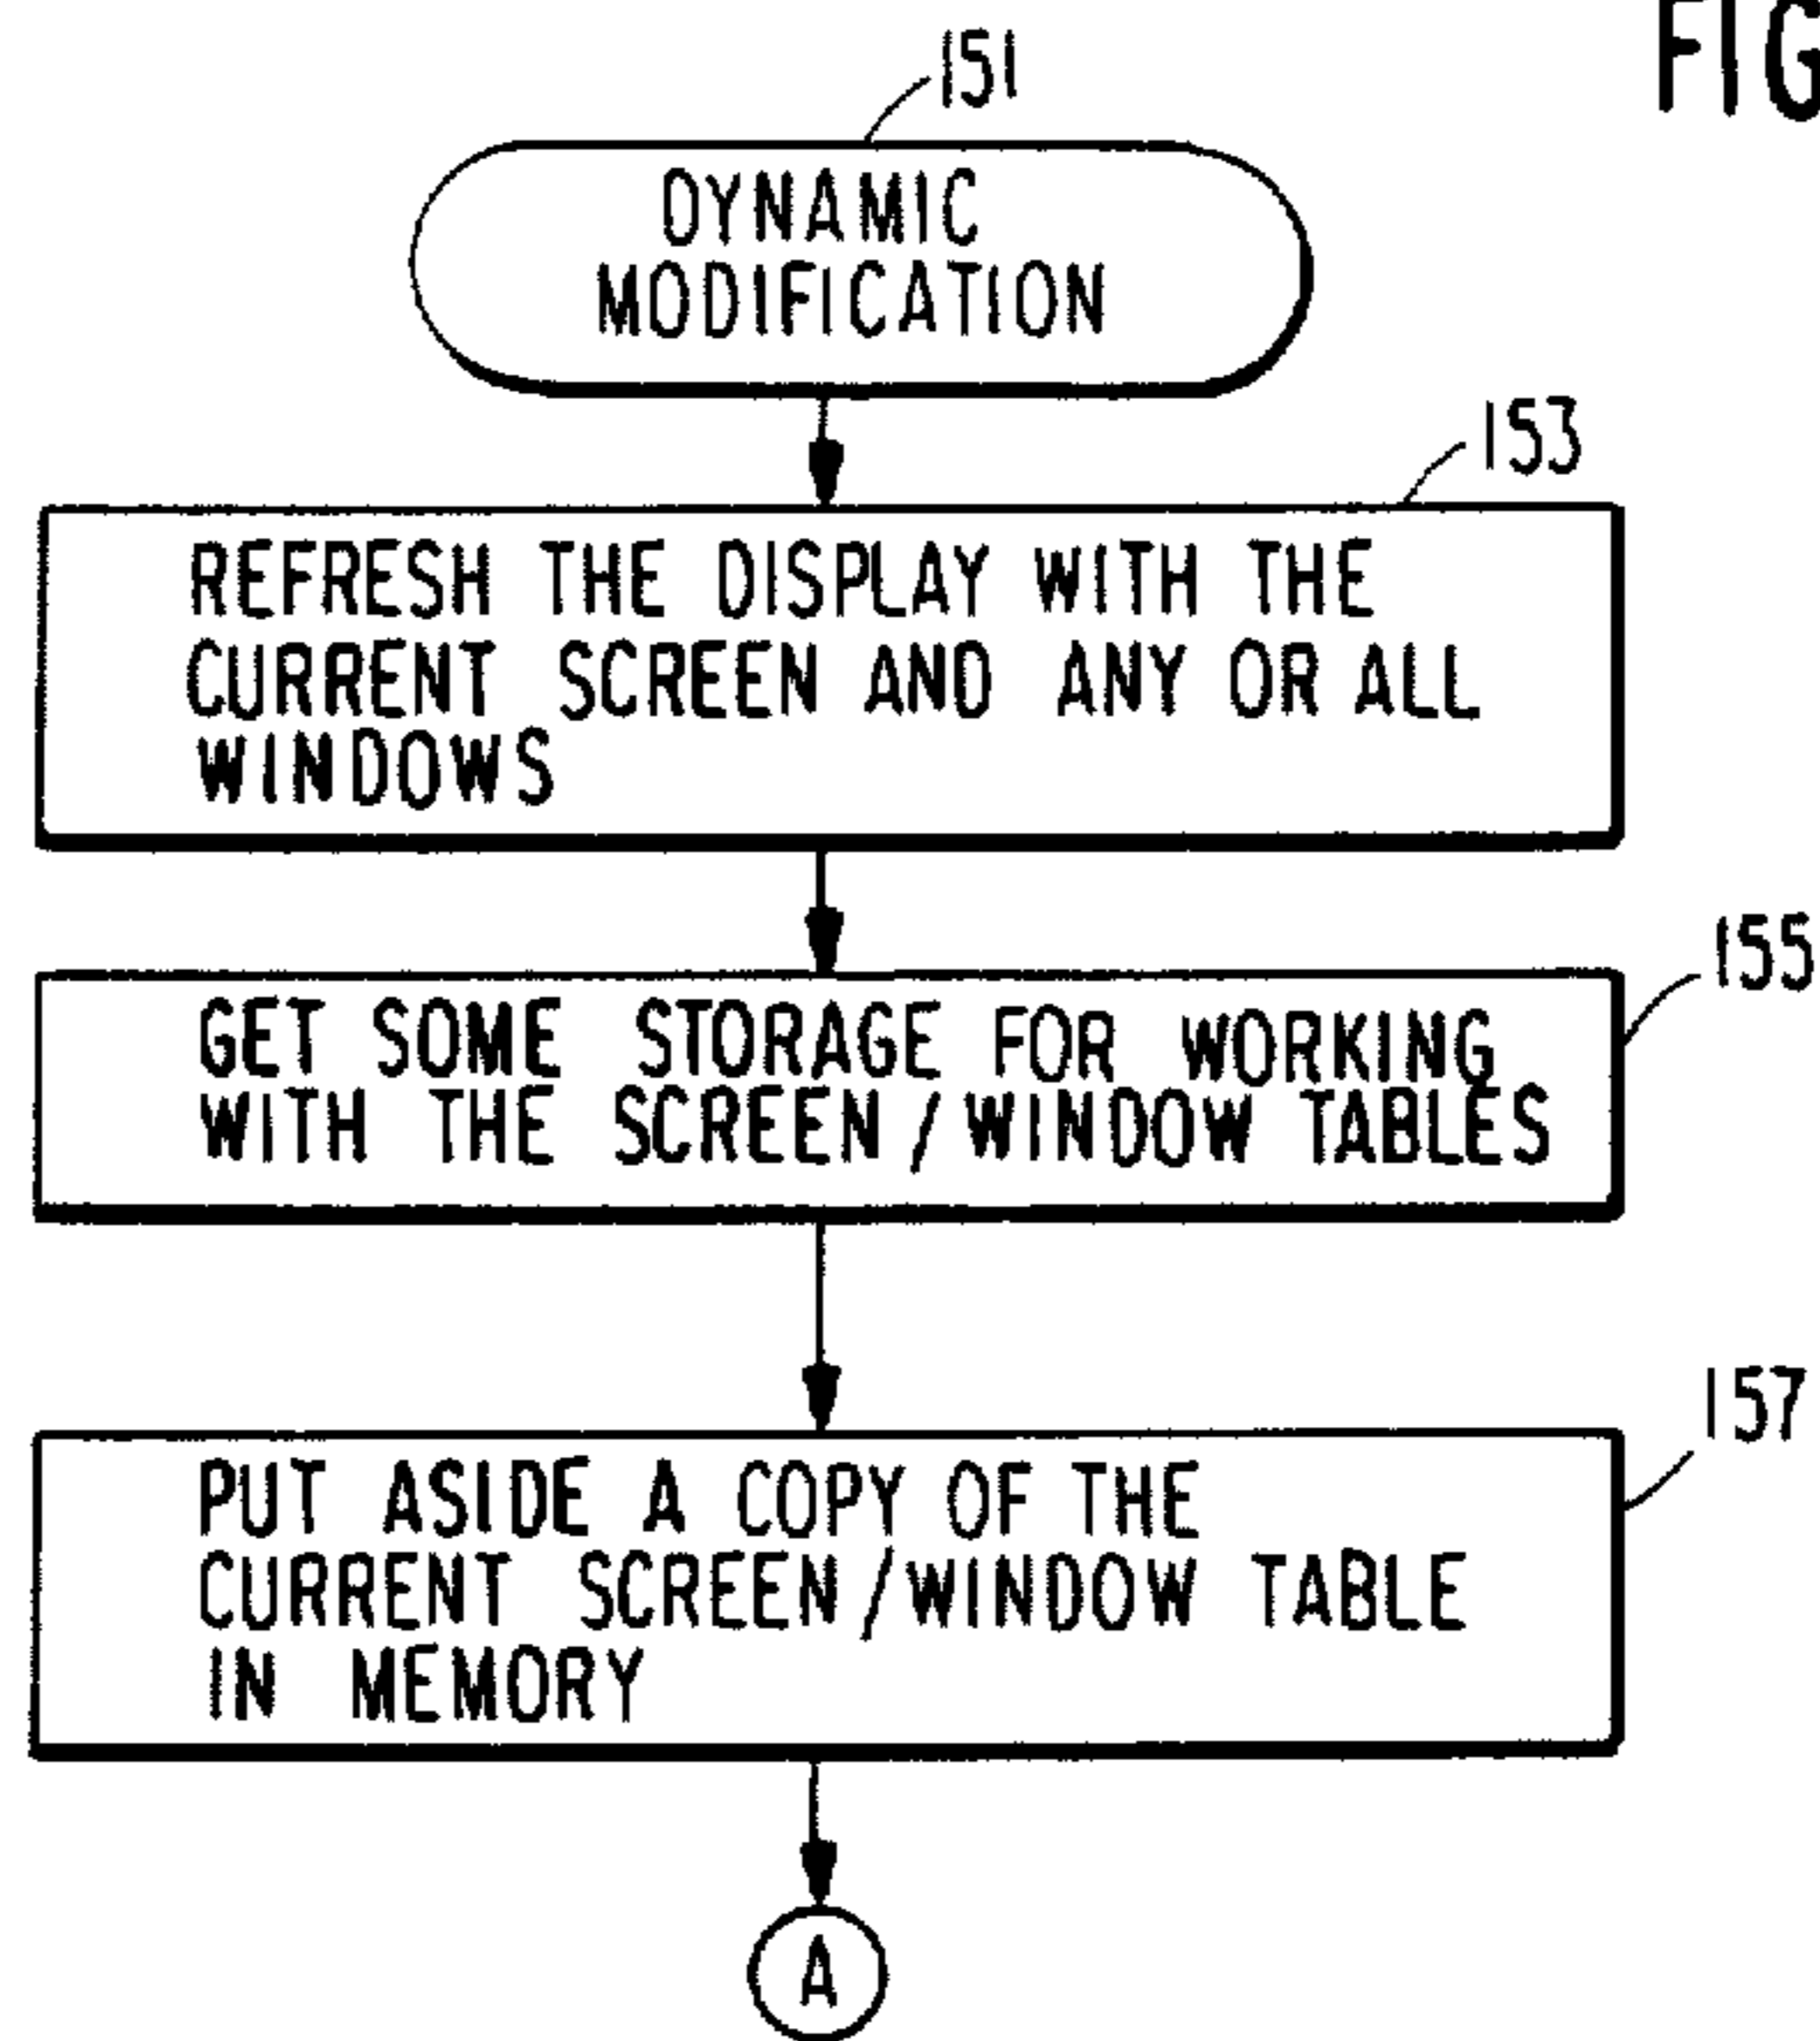 FIG
151
DYNAMIC
MODIFICATION
153
REFRESH THE DISPLAY WITH THE
CURRENT SCREEN AND ANY OR ALL
WINDOWS
155
GET SOME STORAGE FOR WORKING
WITH THE SCREEN/WINDOW TABLES
157
PUT ASIDE A COPY OF THE
CURRENT SCREEN/WINDOW TABLE
IN MEMORY
A